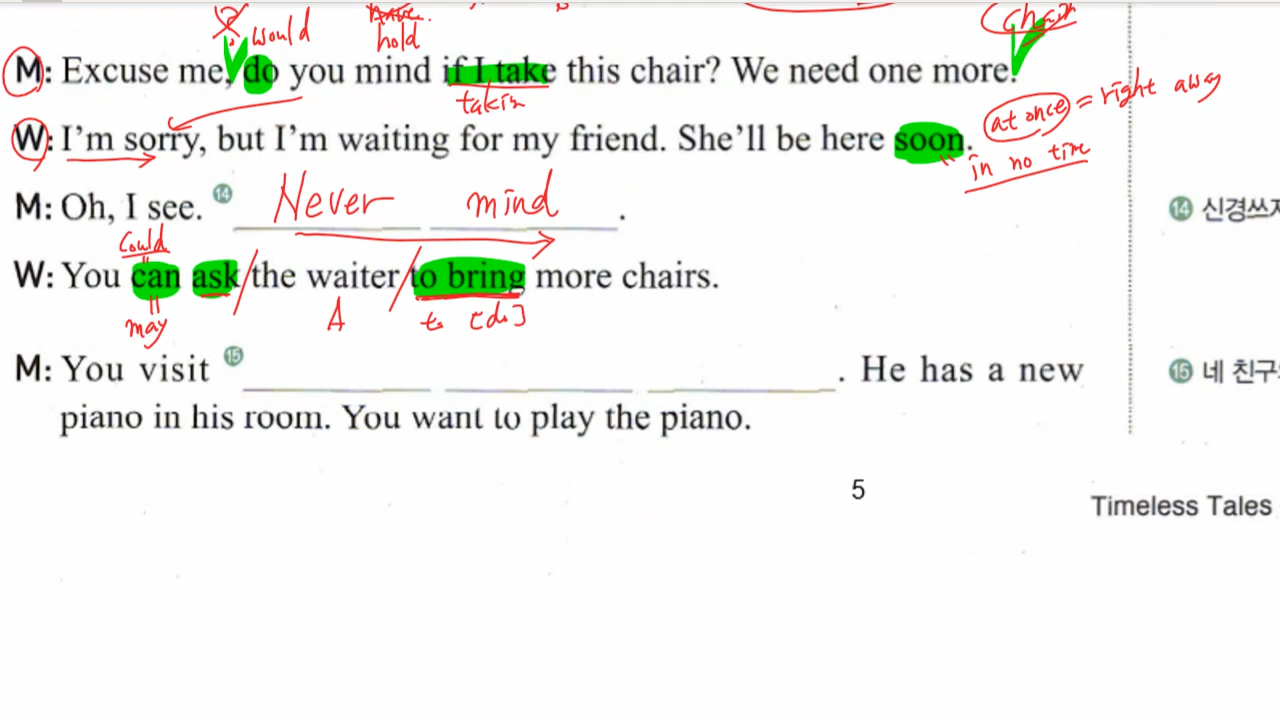 would
hold
chair
M: Excuse me, do you mind if I take this chair? We need one more.
takin
at once = right away
W: I'm sorry, but I'm waiting for my friend. She'll be here soon.
in no time
M: Oh, I see. ⑭ Never mind .
⑭ 신경쓰지
could
W: You can ask / the waiter / to bring more chairs.
may A to [do]
M: You visit ⑮ . He has a new
⑮ 네 친구
piano in his room. You want to play the piano.
5
Timeless Tales